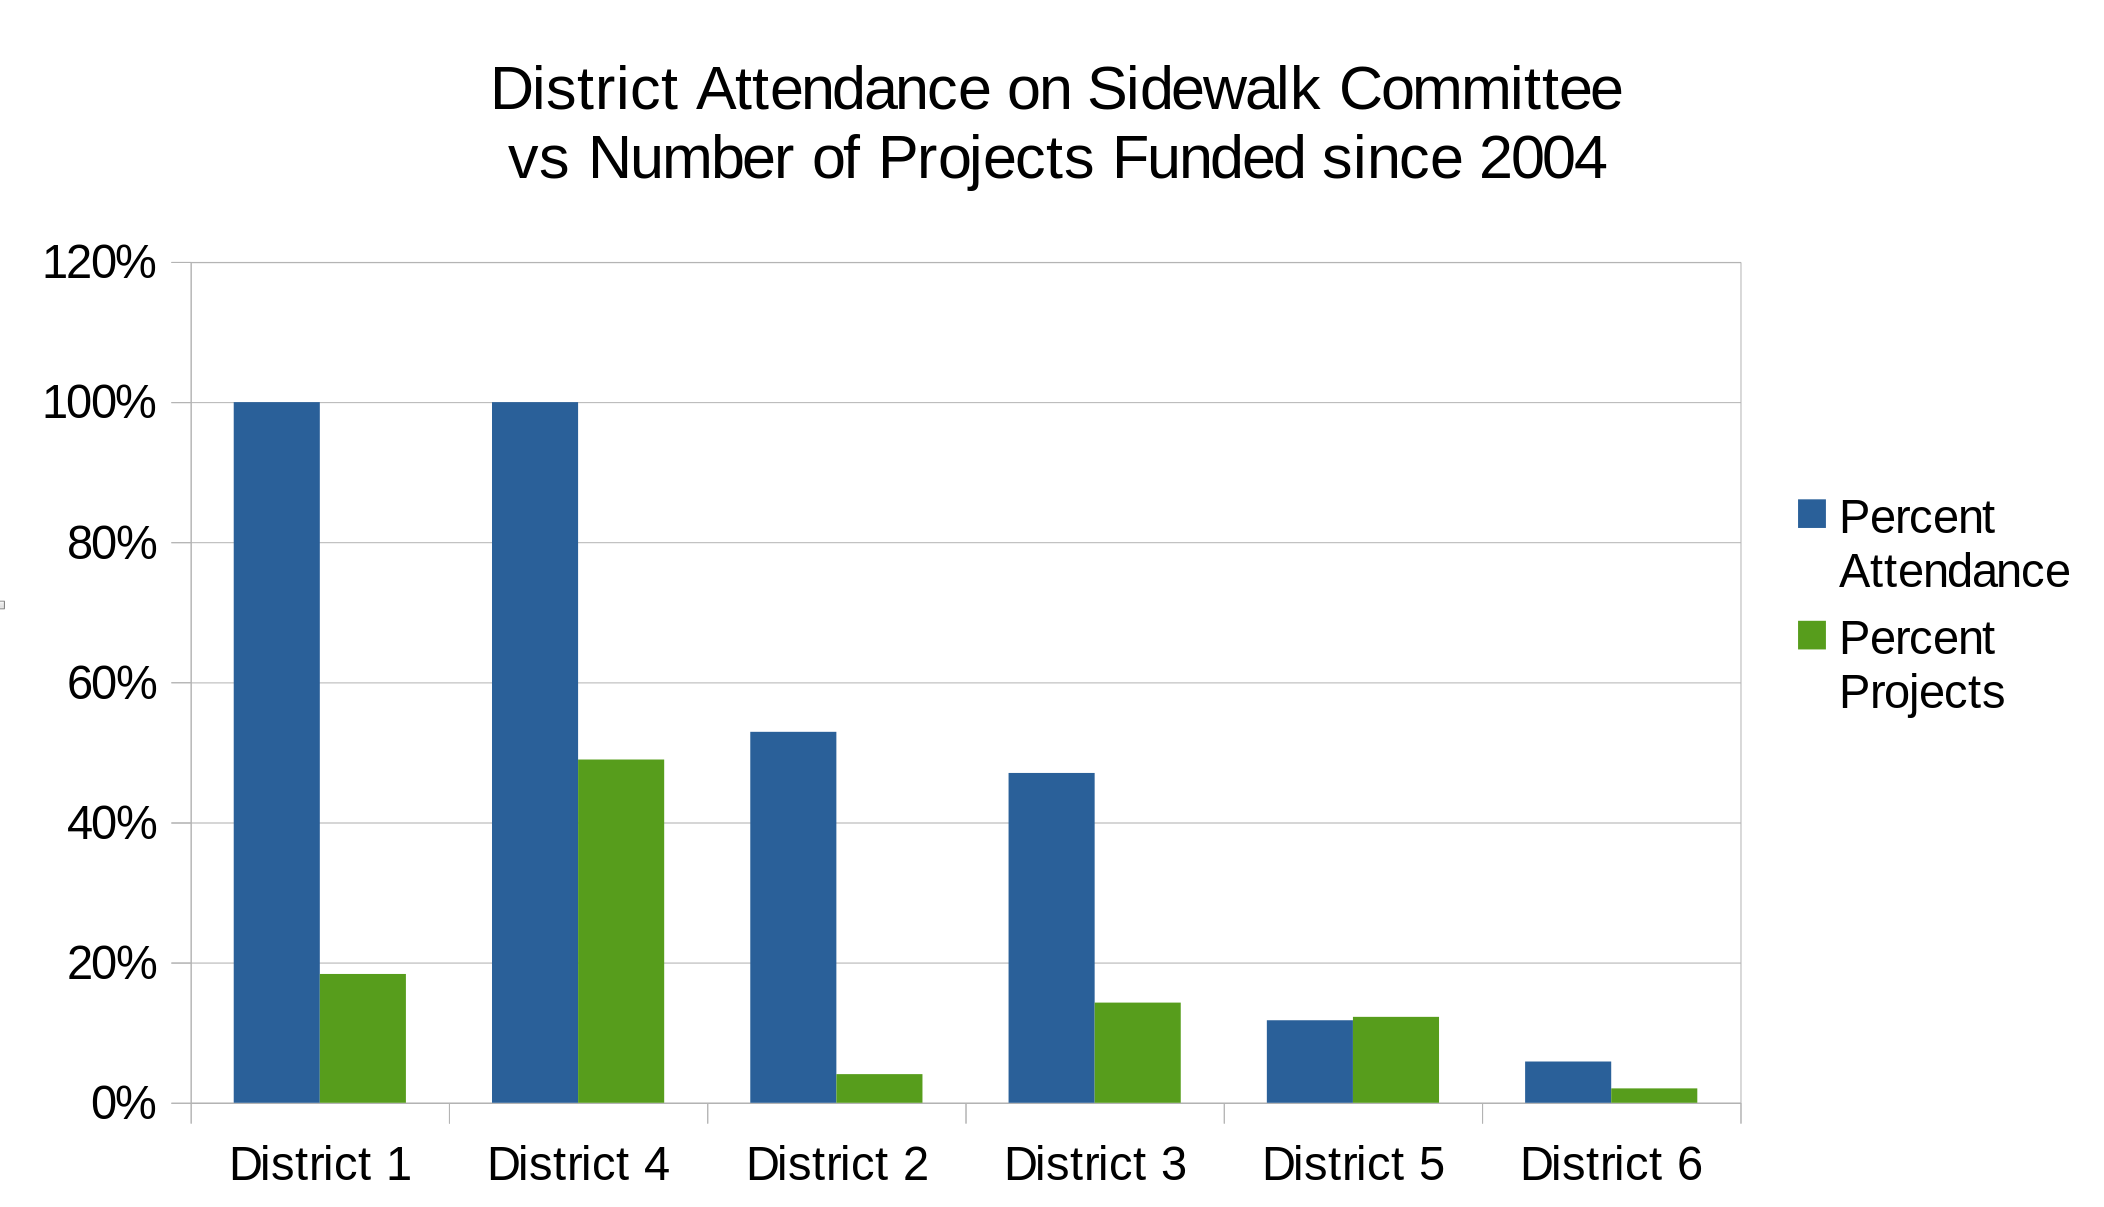 District Attendance on Sidewalk Committee
vs Number of Projects Funded since 2004
120%
100%
80%
60%
40%
20%
0%
District 1
District 4
District 2
District 3
District 5
District 6
Percent
Attendance
Percent
Projects